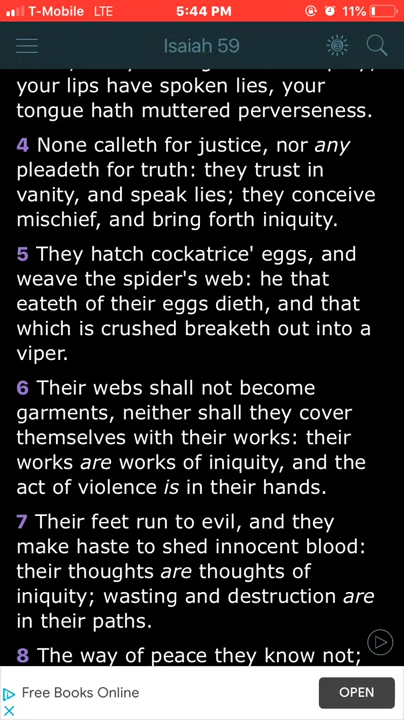 T-Mobile LTE 5:44 PM 11%
Isaiah 59
your lips have spoken lies, your
tongue hath muttered perverseness.
4 None calleth for justice, nor any
pleadeth for truth: they trust in
vanity, and speak lies; they conceive
mischief, and bring forth iniquity.
5 They hatch cockatrice' eggs, and
weave the spider's web: he that
eateth of their eggs dieth, and that
which is crushed breaketh out into a
viper.
6 Their webs shall not become
garments, neither shall they cover
themselves with their works: their
works are works of iniquity, and the
act of violence is in their hands.
7 Their feet run to evil, and they
make haste to shed innocent blood:
their thoughts are thoughts of
iniquity; wasting and destruction are
in their paths.
8 The way of peace they know not;
Free Books Online
OPEN